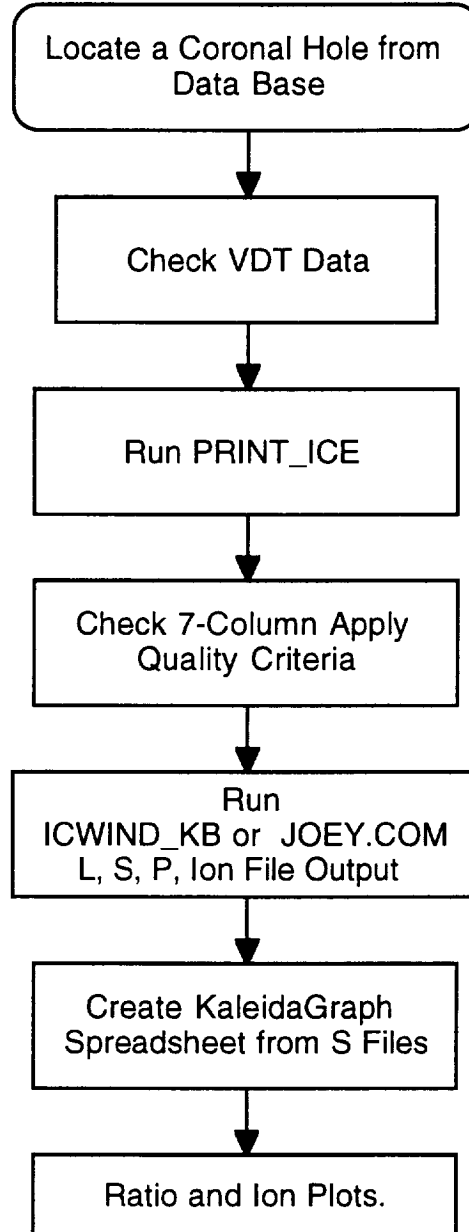 Locate a Coronal Hole from
Data Base
Check VDT Data
Run PRINT_ICE
Check 7-Column Apply
Quality Criteria
Run
ICWIND_KB or JOEY.COM
L, S, P, Ion File Output
Create KaleidaGraph
Spreadsheet from S Files
Ratio and Ion Plots.